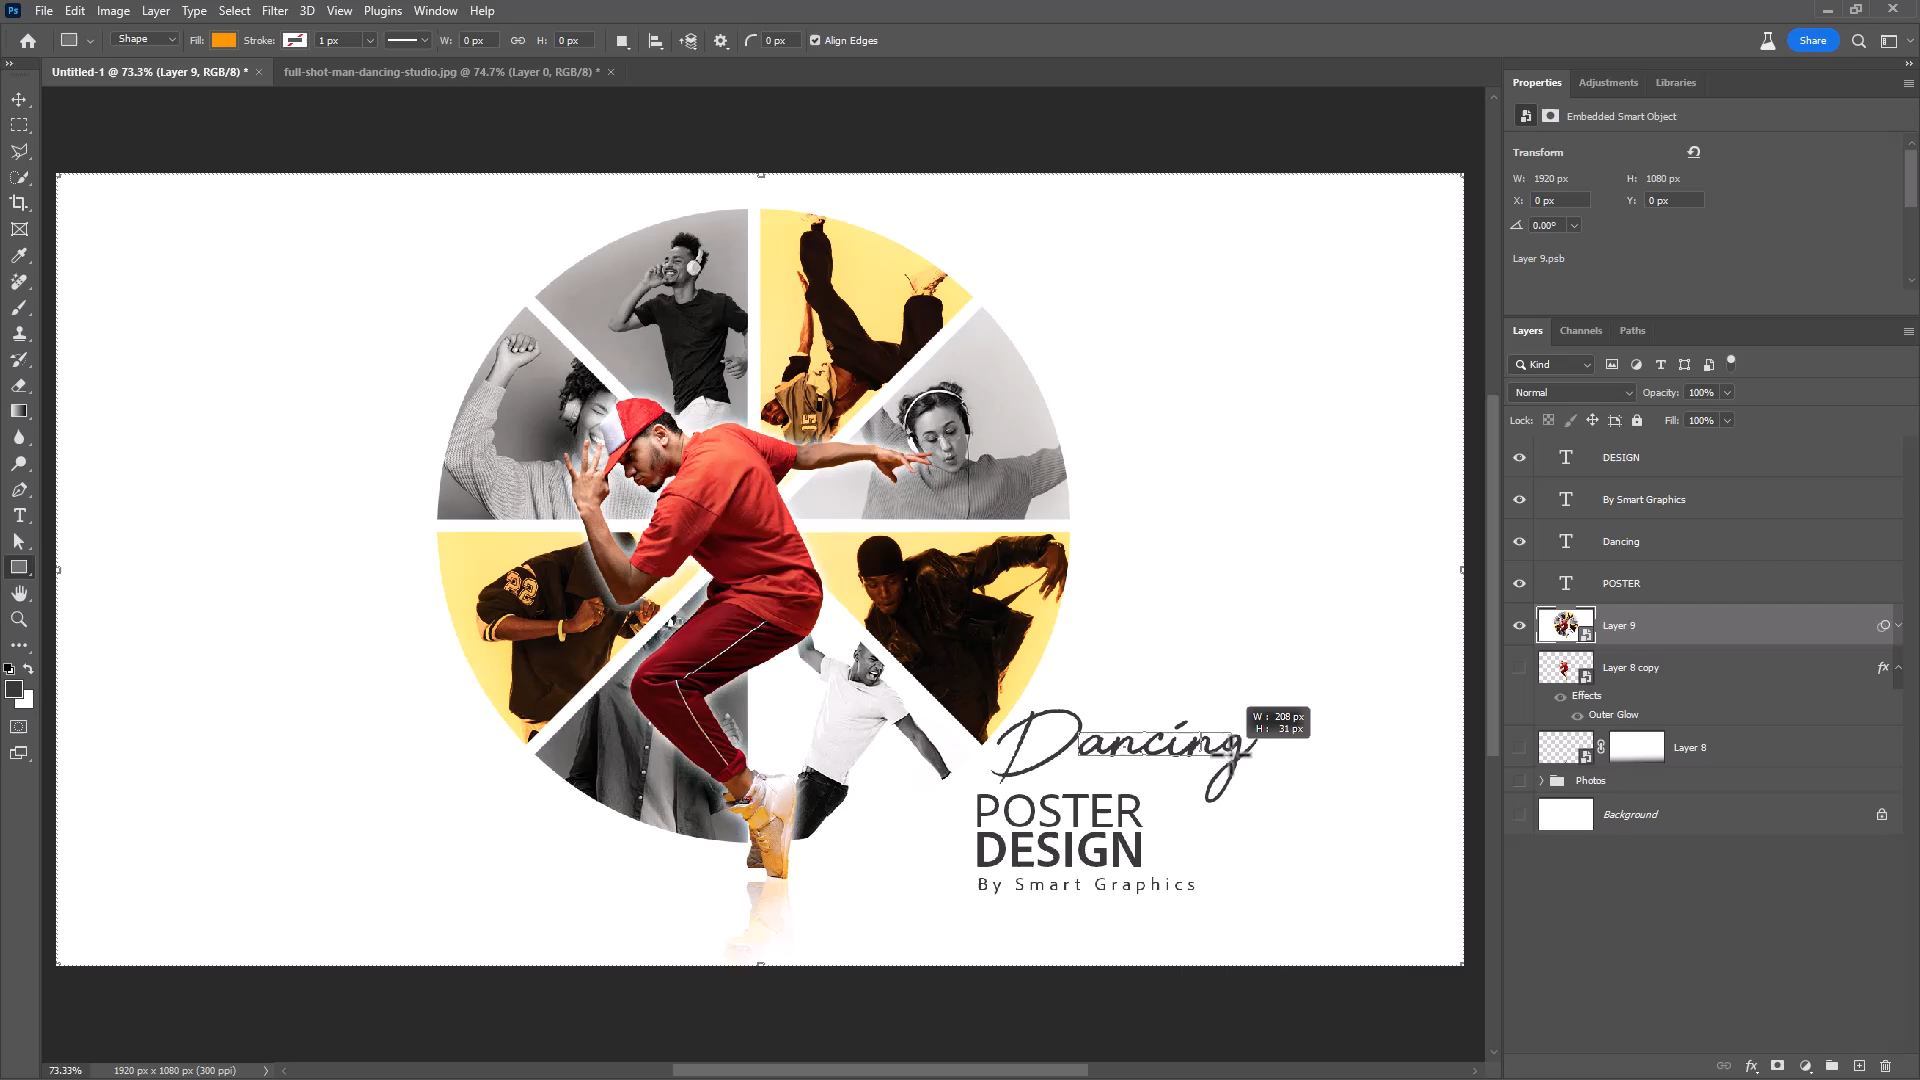 Ps File Edit Image Layer Type Select Filter 3D View Plugins Window Help
Shape Fill: Stroke: 1 px W: 0 px H: 0 px 0 px Align Edges Share
Untitled-1 @ 73.3% (Layer 9, RGB/8) * × full-shot-man-dancing-studio.jpg @ 74.7% (Layer 0, RGB/8) * ×
Properties Adjustments Libraries
Embedded Smart Object
Transform
W: 1920 px H: 1080 px
X: 0 px Y: 0 px
0.00°
Layer 9.psb
Layers Channels Paths
Kind
Normal Opacity: 100%
Lock: Fill: 100%
T DESIGN
T By Smart Graphics
T Dancing
T POSTER
Layer 9
Layer 8 copy fx
Effects
Outer Glow
Layer 8
Photos
Background
W: 208 px
H: 31 px
Dancing
POSTER
DESIGN
By Smart Graphics
73.33% 1920 px x 1080 px (300 ppi)